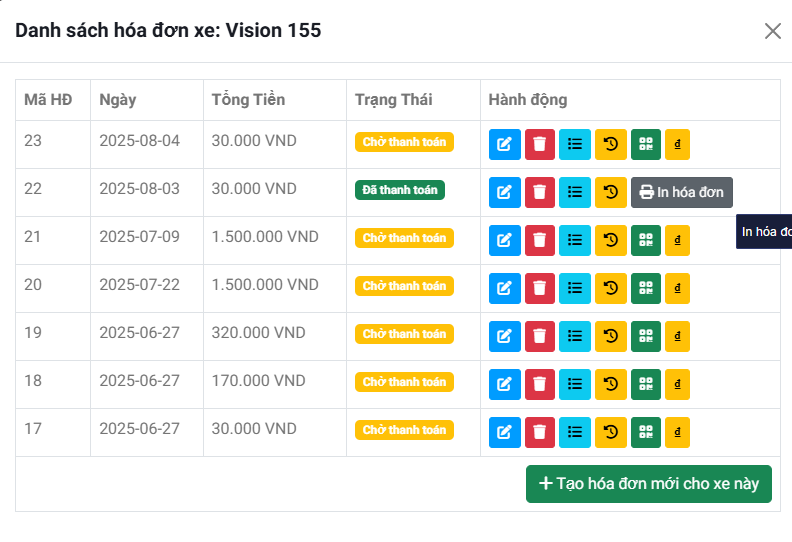 Danh sách hóa đơn xe: Vision 155
Mã HĐ Ngày Tổng Tiền Trạng Thái Hành động
23 2025-08-04 30.000 VND Chờ thanh toán đ
22 2025-08-03 30.000 VND Đã thanh toán In hóa đơn
In hóa đơ
21 2025-07-09 1.500.000 VND Chờ thanh toán đ
20 2025-07-22 1.500.000 VND Chờ thanh toán đ
19 2025-06-27 320.000 VND Chờ thanh toán đ
18 2025-06-27 170.000 VND Chờ thanh toán đ
17 2025-06-27 30.000 VND Chờ thanh toán đ
+ Tạo hóa đơn mới cho xe này